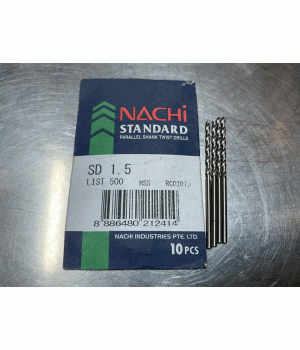 NACHi
STANDARD
PARALLEL SHANK TWIST DRILLS
SD 1.5
LIST 500 HSS
8 886480 212414
NACHI INDUSTRIES PTE. LTD.
10 PCS